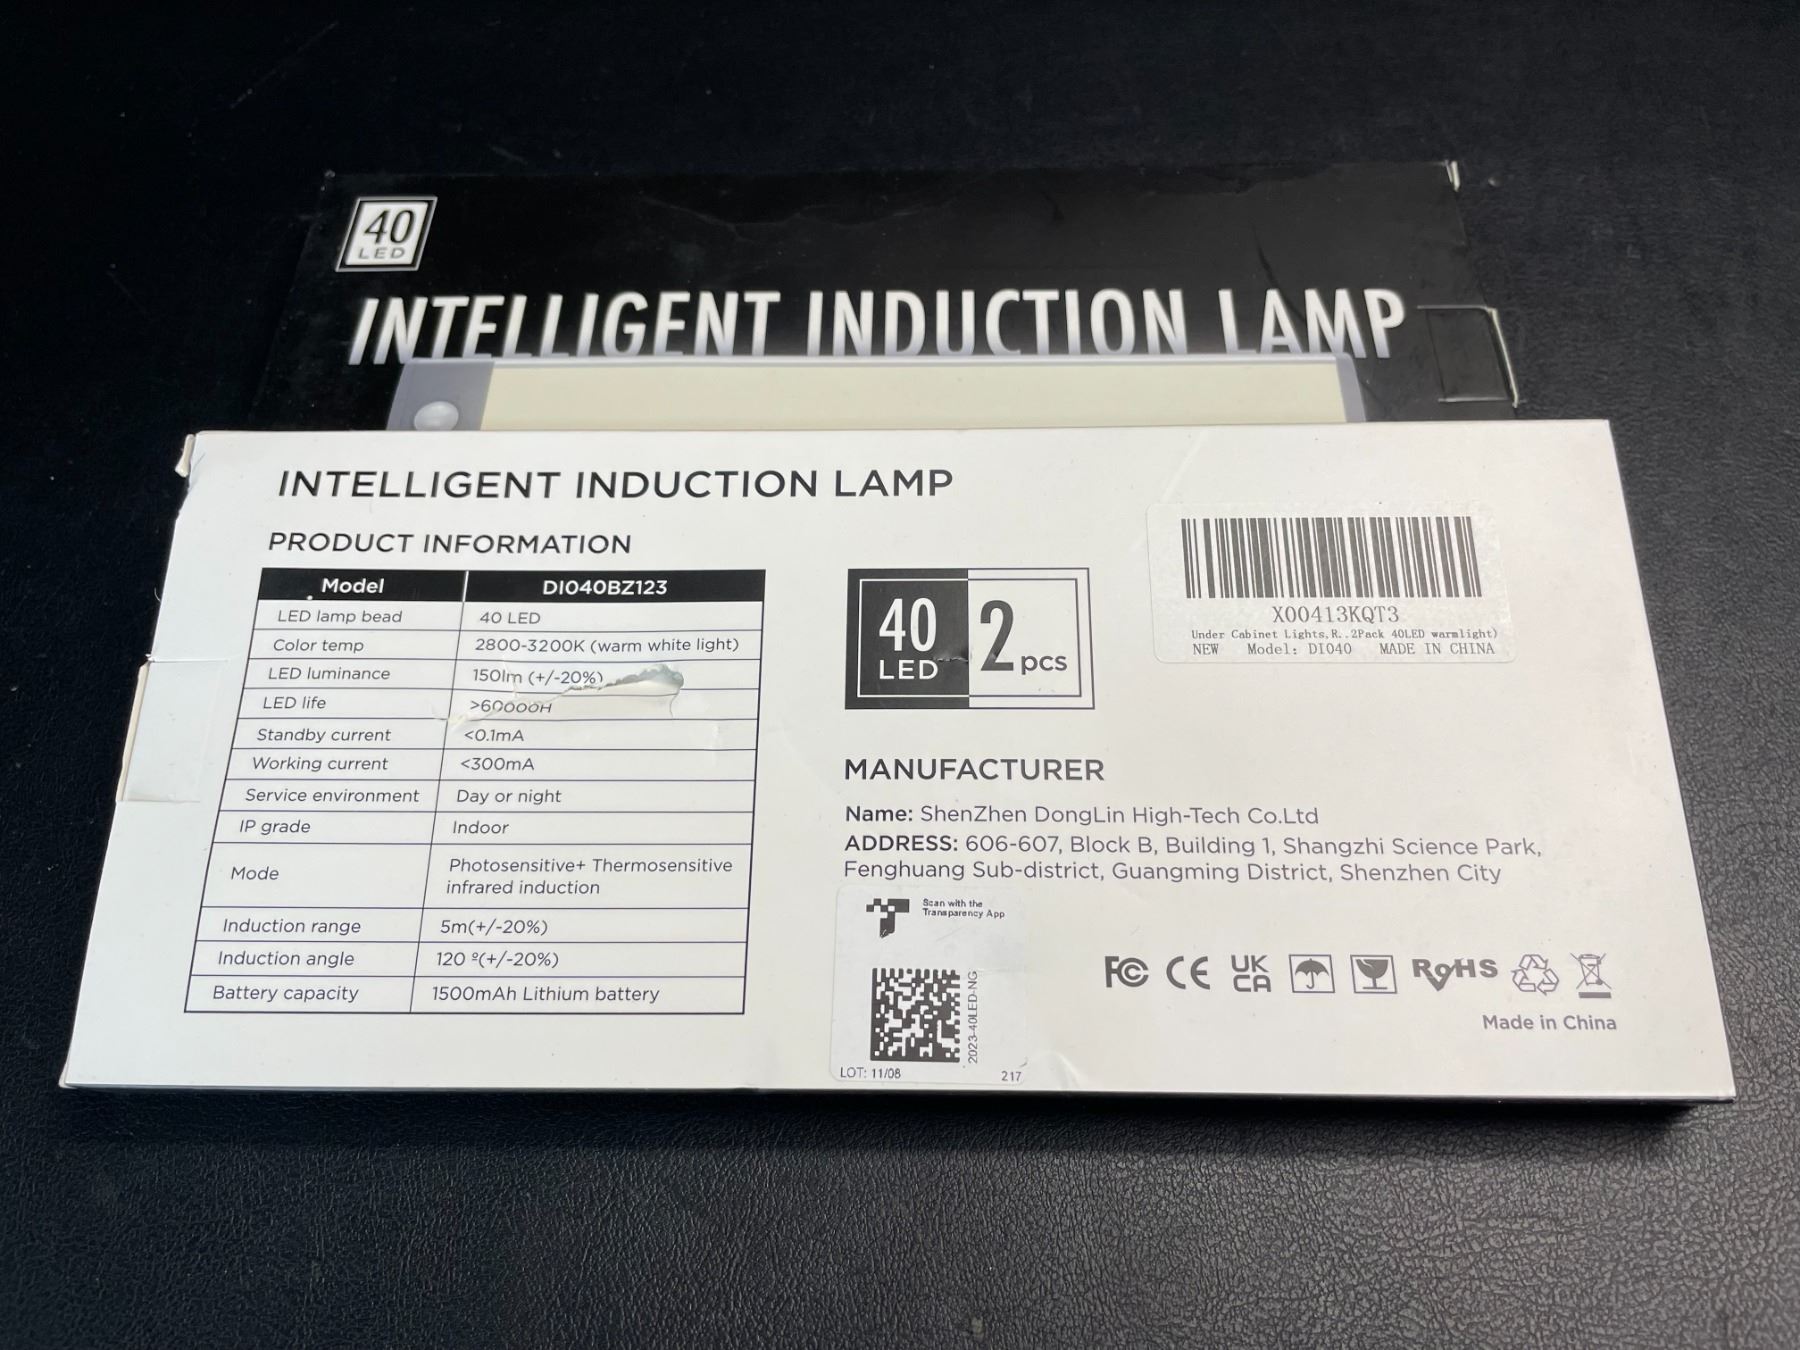 40
LED
INTELLIGENT INDUCTION LAMP
INTELLIGENT INDUCTION LAMP
PRODUCT INFORMATION
Model DI040BZ123
LED lamp bead 40 LED
Color temp 2800-3200K (warm white light)
LED luminance 150lm (+/-20%)
LED life >60000H
Standby current <0.1mA
Working current <300mA
Service environment Day or night
IP grade Indoor
Mode Photosensitive+ Thermosensitive
infrared induction
Induction range 5m(+/-20%)
Induction angle 120 º(+/-20%)
Battery capacity 1500mAh Lithium battery
40
LED
2 pcs
X00413KQT3
Under Cabinet Lights,R..2Pack 40LED warmlight)
NEW Model: DI040 MADE IN CHINA
MANUFACTURER
Name: ShenZhen DongLin High-Tech Co.Ltd
ADDRESS: 606-607, Block B, Building 1, Shangzhi Science Park,
Fenghuang Sub-district, Guangming District, Shenzhen City
Scan with the
Transparency App
2023-40LED-NG
LOT: 11/08 217
FC CE UK
CA RoHS
Made in China